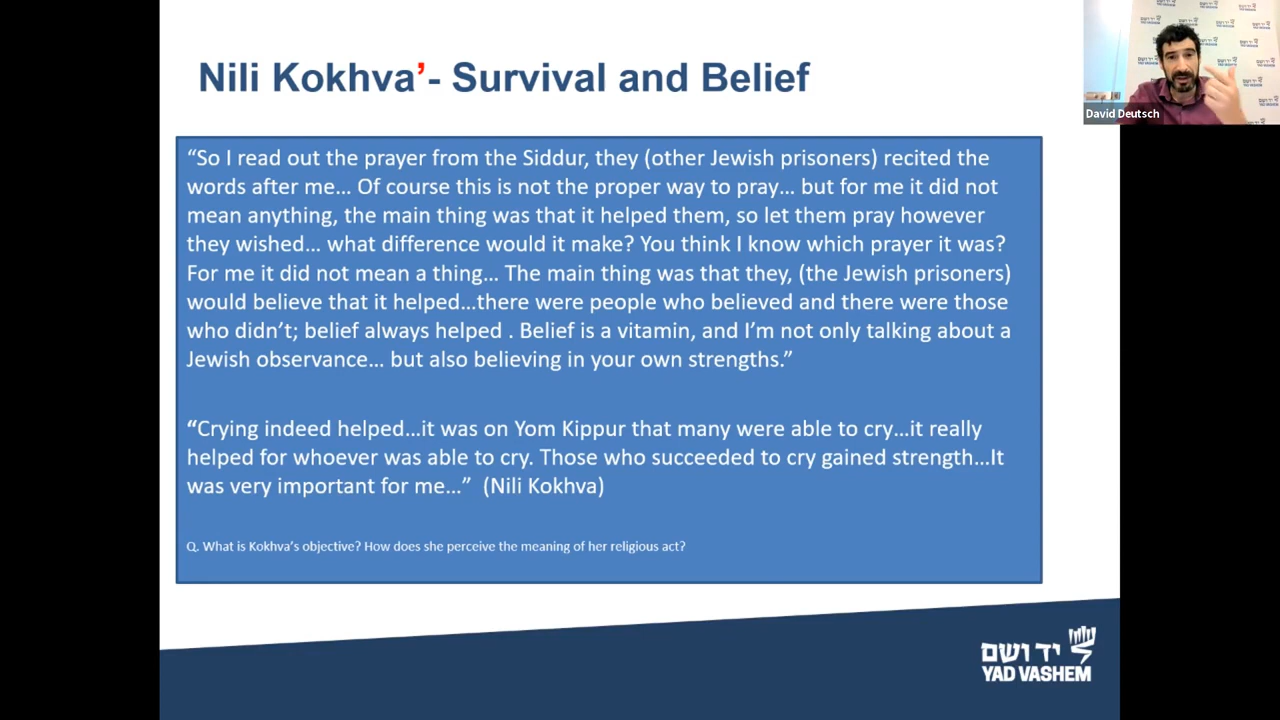 Nili Kokhva’- Survival and Belief
“So I read out the prayer from the Siddur, they (other Jewish prisoners) recited the
words after me… Of course this is not the proper way to pray… but for me it did not
mean anything, the main thing was that it helped them, so let them pray however
they wished… what difference would it make? You think I know which prayer it was?
For me it did not mean a thing… The main thing was that they, (the Jewish prisoners)
would believe that it helped…there were people who believed and there were those
who didn’t; belief always helped . Belief is a vitamin, and I’m not only talking about a
Jewish observance… but also believing in your own strengths.”
“Crying indeed helped…it was on Yom Kippur that many were able to cry…it really
helped for whoever was able to cry. Those who succeeded to cry gained strength…It
was very important for me…” (Nili Kokhva)
Q. What is Kokhva’s objective? How does she perceive the meaning of her religious act?
David Deutsch
יד ושם
YAD VASHEM